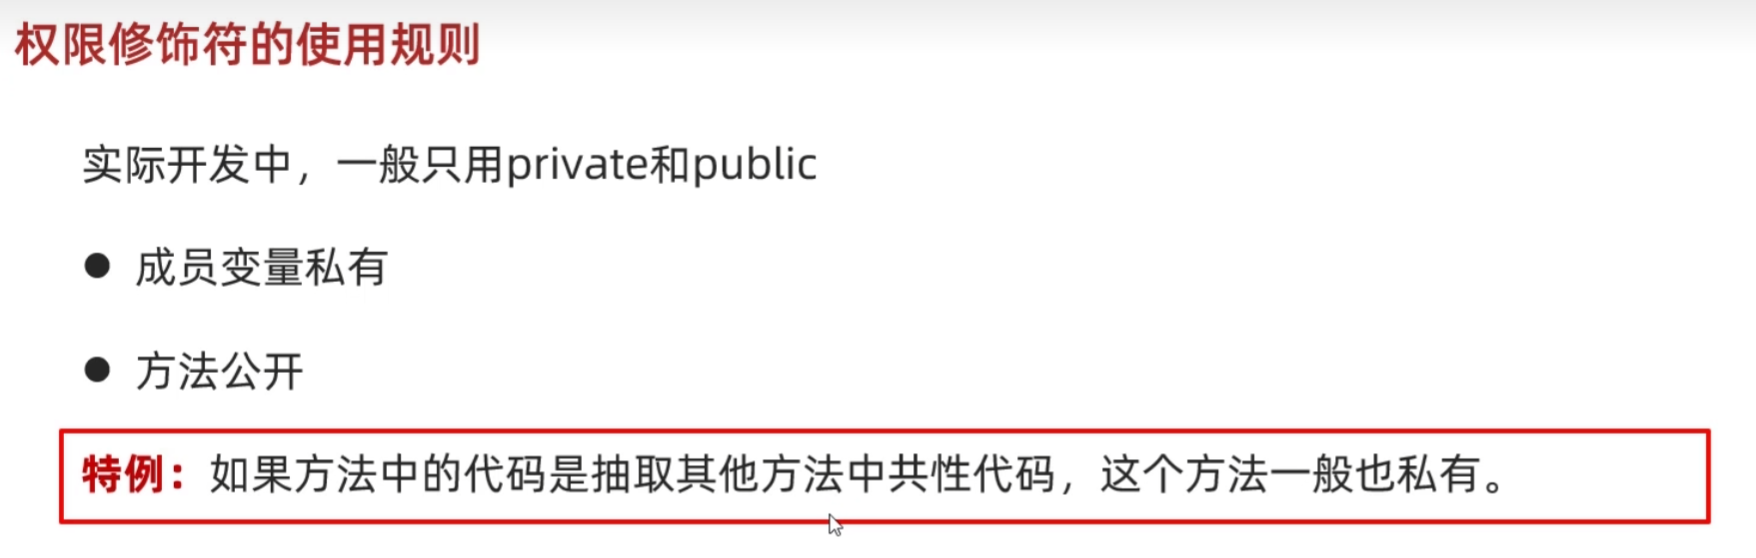 权限修饰符的使用规则
实际开发中，一般只用private和public
● 成员变量私有
● 方法公开
特例：如果方法中的代码是抽取其他方法中共性代码，这个方法一般也私有。